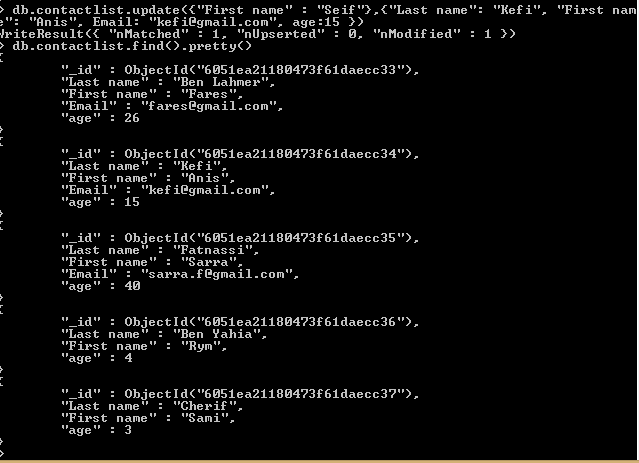 > db.contactlist.update({"First name" : "Seif"},{"Last name": "Kefi", "First nam
e": "Anis", Email: "kefi@gmail.com", age:15 })
WriteResult({ "nMatched" : 1, "nUpserted" : 0, "nModified" : 1 })
> db.contactlist.find().pretty()
{
"_id" : ObjectId("6051ea21180473f61daecc33"),
"Last name" : "Ben Lahmer",
"First name" : "Fares",
"Email" : "fares@gmail.com",
"age" : 26
}
{
"_id" : ObjectId("6051ea21180473f61daecc34"),
"Last name" : "Kefi",
"First name" : "Anis",
"Email" : "kefi@gmail.com",
"age" : 15
}
{
"_id" : ObjectId("6051ea21180473f61daecc35"),
"Last name" : "Fatnassi",
"First name" : "Sarra",
"Email" : "sarra.f@gmail.com",
"age" : 40
}
{
"_id" : ObjectId("6051ea21180473f61daecc36"),
"Last name" : "Ben Yahia",
"First name" : "Rym",
"age" : 4
}
{
"_id" : ObjectId("6051ea21180473f61daecc37"),
"Last name" : "Cherif",
"First name" : "Sami",
"age" : 3
}
>